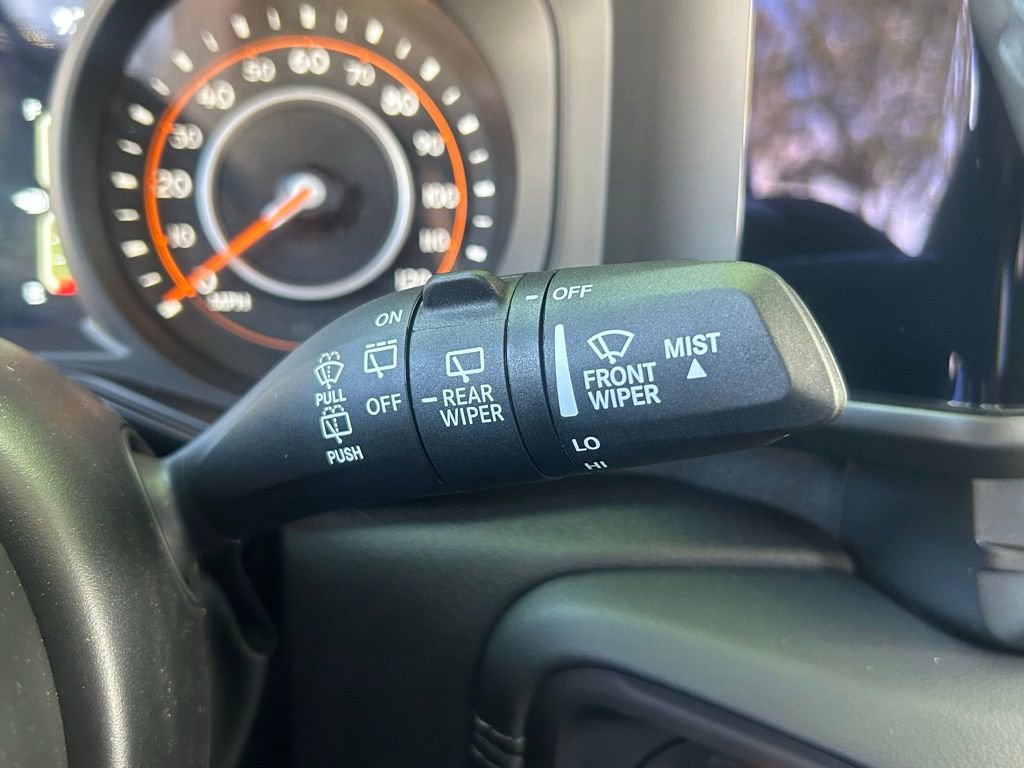 60
50
70
40
80
30
90
20
100
10
110
0
120
MPH
ON
OFF
PULL
PUSH
- REAR
WIPER
- OFF
FRONT
WIPER
MIST
LO
HI